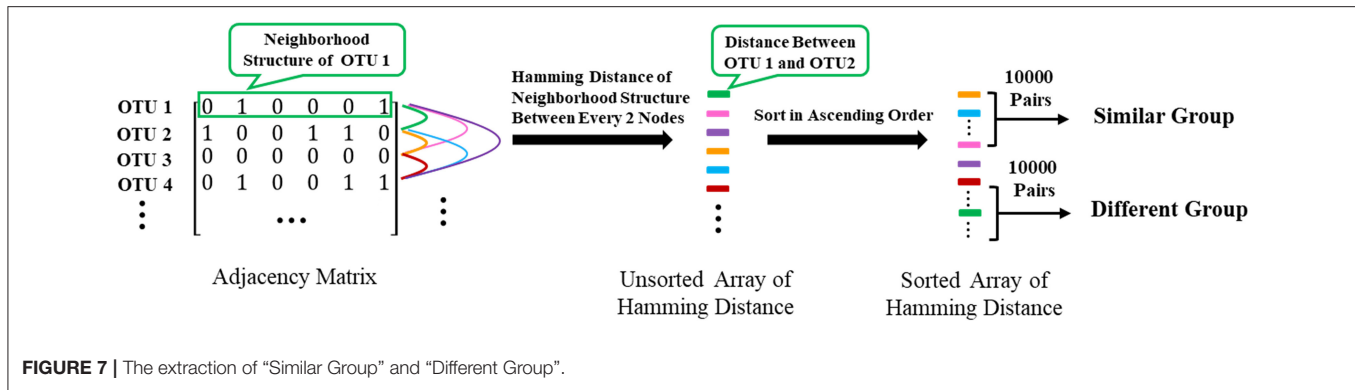 Neighborhood
Structure of OTU 1
OTU 1 0 1 0 0 0 1
OTU 2 1 0 0 1 1 0
OTU 3 0 0 0 0 0 0
OTU 4 0 1 0 0 1 1
...
Adjacency Matrix
Hamming Distance of
Neighborhood Structure
Between Every 2 Nodes
Distance Between
OTU 1 and OTU2
Unsorted Array of
Hamming Distance
Sort in Ascending Order
10000
Pairs
Similar Group
10000
Pairs
Different Group
Sorted Array of
Hamming Distance
FIGURE 7 | The extraction of “Similar Group” and “Different Group”.